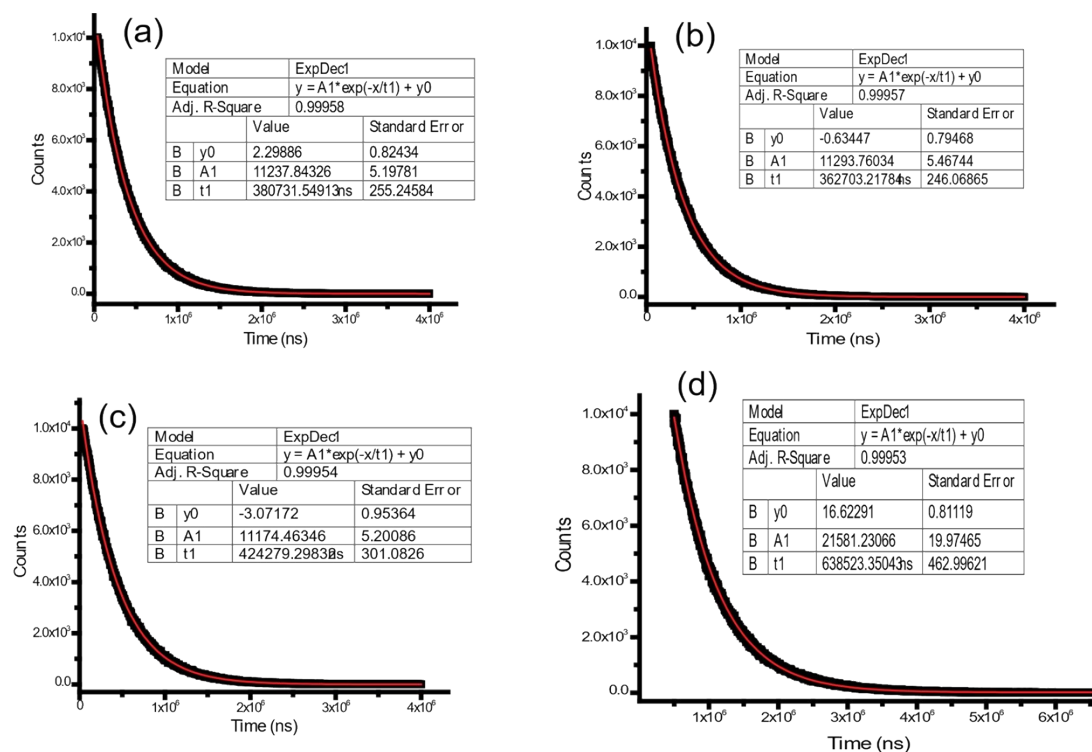 (a)
Model ExpDec1
Equation y = A1*exp(-x/t1) + y0
Adj. R-Square 0.99958
Value Standard Error
B y0 2.29886 0.82434
B A1 11237.84326 5.19781
B t1 380731.54913ns 255.24584
Counts
1.0x10⁴
8.0x10³
6.0x10³
4.0x10³
2.0x10³
0.0
0 1x10⁶ 2x10⁶ 3x10⁶ 4x10⁶
Time (ns)
(b)
Model ExpDec1
Equation y = A1*exp(-x/t1) + y0
Adj. R-Square 0.99957
Value Standard Error
B y0 -0.63447 0.79468
B A1 11293.76034 5.46744
B t1 246.06865
Counts
1.0x10⁴
8.0x10³
6.0x10³
4.0x10³
2.0x10³
0.0
0 1x10⁶ 2x10⁶ 3x10⁶ 4x10⁶
Time (ns)
(c)
Model ExpDec1
Equation y = A1*exp(-x/t1) + y0
Adj. R-Square 0.99954
Value Standard Error
B y0 -3.07172 0.95364
B A1 11174.46346 5.20086
B t1 301.0826
Counts
1.0x10⁴
8.0x10³
6.0x10³
4.0x10³
2.0x10³
0.0
0 1x10⁶ 2x10⁶ 3x10⁶ 4x10⁶
Time (ns)
(d)
Model ExpDec1
Equation y = A1*exp(-x/t1) + y0
Adj. R-Square 0.99953
Value Standard Error
B y0 16.62291 0.81119
B A1 21581.23066 19.97465
B t1 638523.35043ns 462.99621
Counts
1.0x10⁴
8.0x10³
6.0x10³
4.0x10³
2.0x10³
0.0
1x10⁶ 2x10⁶ 3x10⁶ 4x10⁶ 5x10⁶ 6x10⁶
Time (ns)